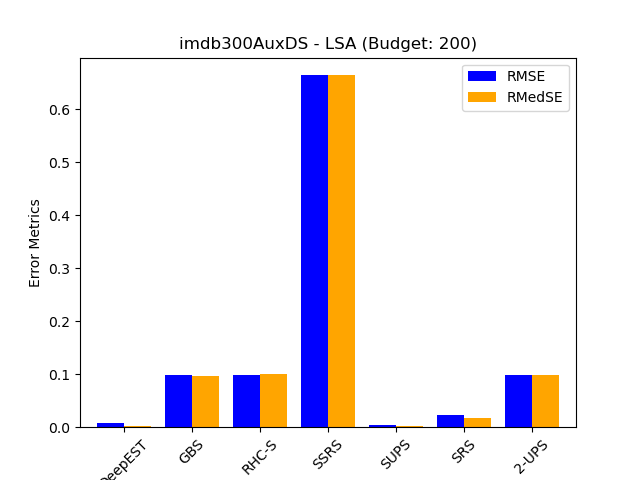 imdb300AuxDS - LSA (Budget: 200)
RMSE
RMedSE
Error Metrics
0.6
0.5
0.4
0.3
0.2
0.1
0.0
DeepEST
GBS
RHC-S
SSRS
SUPS
SRS
2-UPS